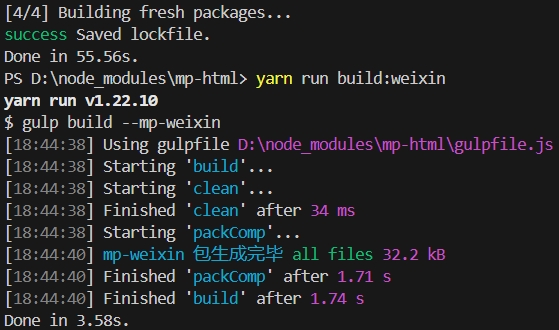 [4/4] Building fresh packages...
success Saved lockfile.
Done in 55.56s.
PS D:\node_modules\mp-html> yarn run build:weixin
yarn run v1.22.10
$ gulp build --mp-weixin
[18:44:38] Using gulpfile D:\node_modules\mp-html\gulpfile.js
[18:44:38] Starting 'build'...
[18:44:38] Starting 'clean'...
[18:44:38] Finished 'clean' after 34 ms
[18:44:38] Starting 'packComp'...
[18:44:40] mp-weixin 包生成完毕 all files 32.2 kB
[18:44:40] Finished 'packComp' after 1.71 s
[18:44:40] Finished 'build' after 1.74 s
Done in 3.58s.